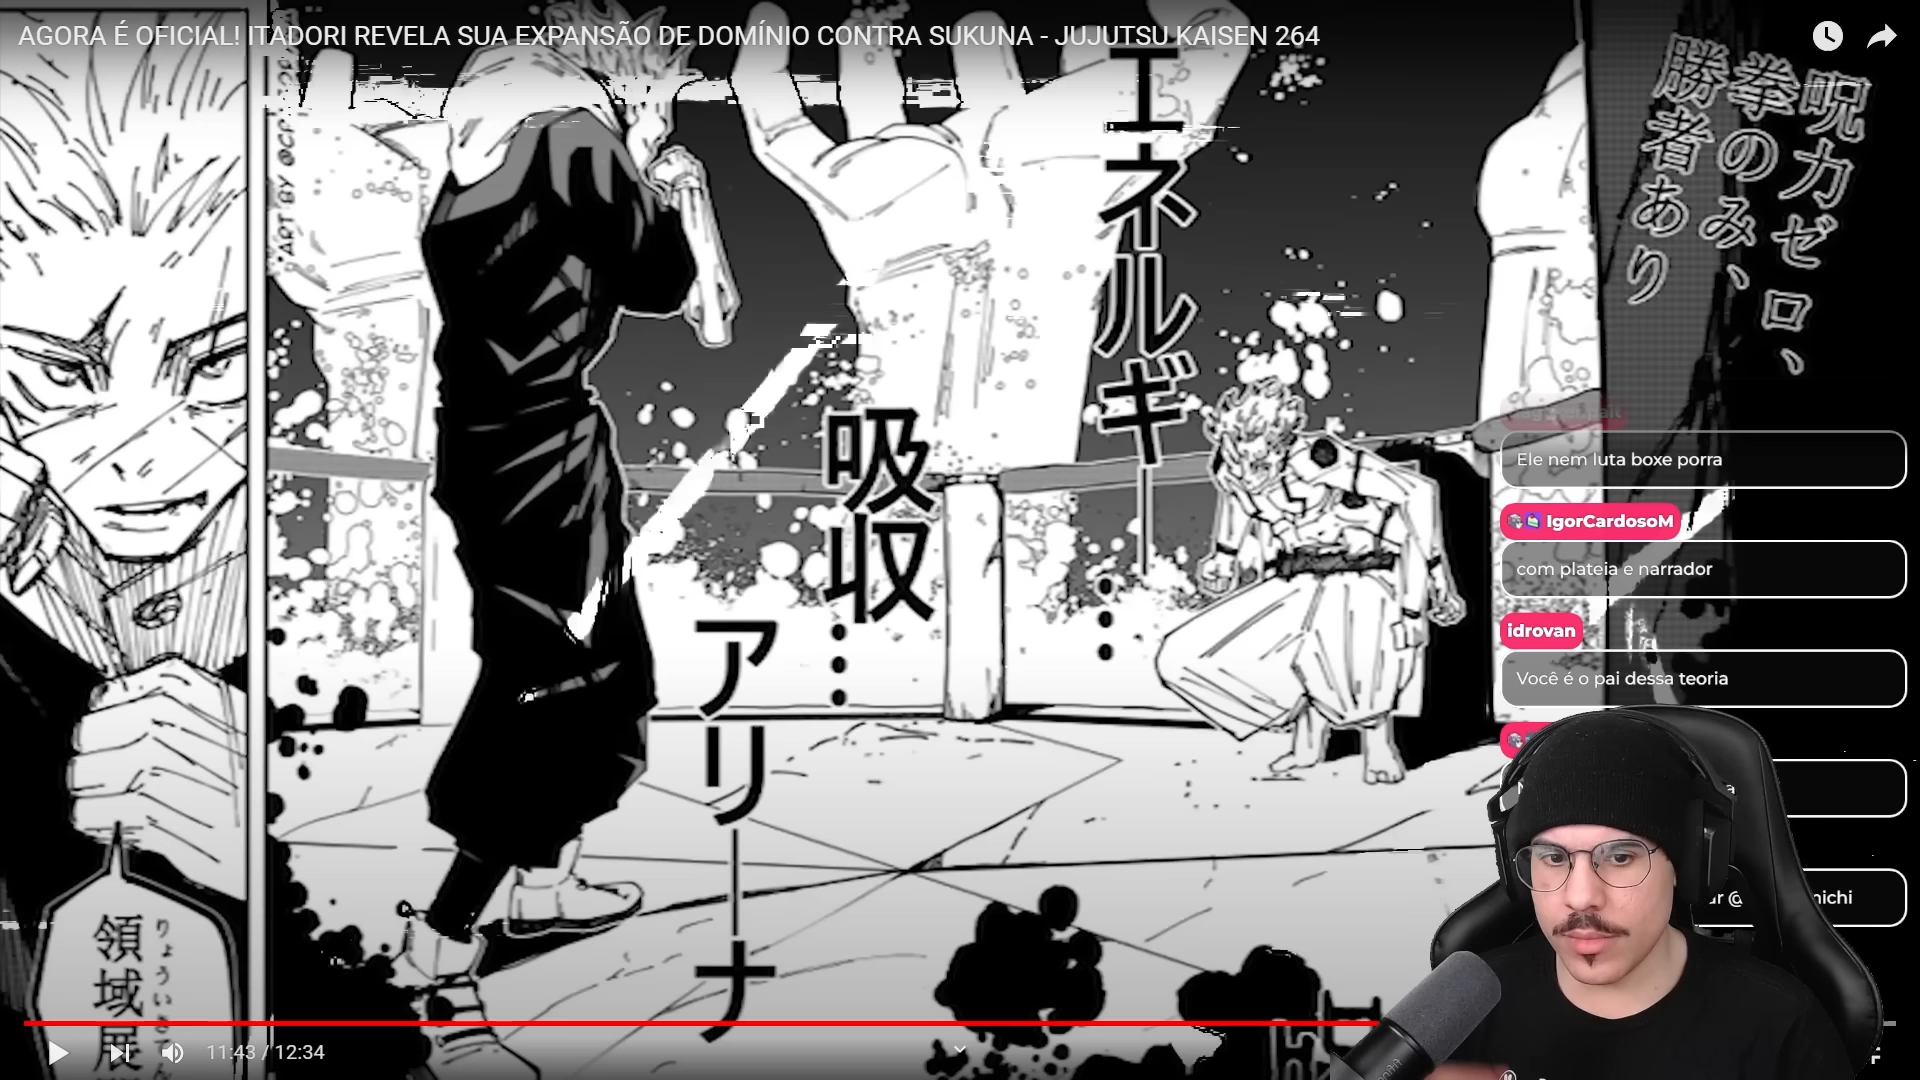 AGORA É OFICIAL! ITADORI REVELA SUA EXPANSÃO DE DOMÍNIO CONTRA SUKUNA - JUJUTSU KAISEN 264
呪力ゼロ、
拳のみ、
勝者あり
エネルギー…
吸収…
アリーナ
領域展
りょういきてん
Ele nem luta boxe porra
IgorCardosoM
com plateia e narrador
idrovan
Você é o pai dessa teoria
11:43 / 12:34